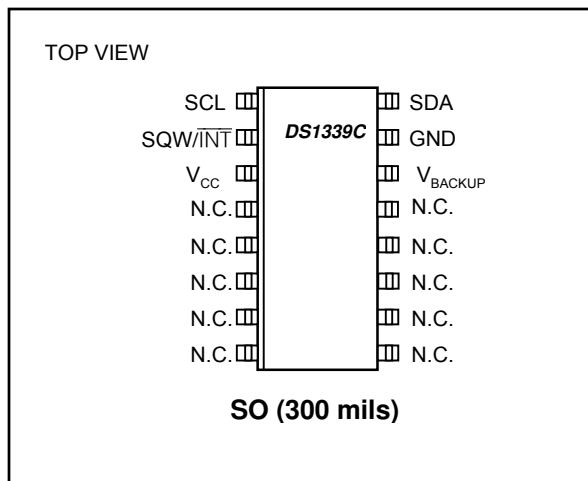 TOP VIEW
SCL DS1339C SDA
SQW/INT GND
VCC VBACKUP
N.C. N.C.
N.C. N.C.
N.C. N.C.
N.C. N.C.
N.C. N.C.
SO (300 mils)